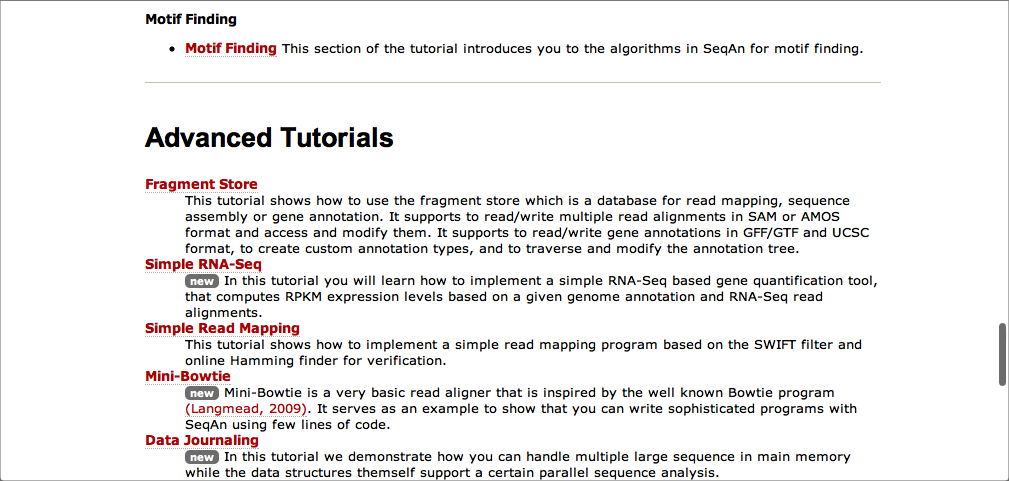 Motif Finding
• Motif Finding This section of the tutorial introduces you to the algorithms in SeqAn for motif finding.
Advanced Tutorials
Fragment Store
This tutorial shows how to use the fragment store which is a database for read mapping, sequence
assembly or gene annotation. It supports to read/write multiple read alignments in SAM or AMOS
format and access and modify them. It supports to read/write gene annotations in GFF/GTF and UCSC
format, to create custom annotation types, and to traverse and modify the annotation tree.
Simple RNA-Seq
new In this tutorial you will learn how to implement a simple RNA-Seq based gene quantification tool,
that computes RPKM expression levels based on a given genome annotation and RNA-Seq read
alignments.
Simple Read Mapping
This tutorial shows how to implement a simple read mapping program based on the SWIFT filter and
online Hamming finder for verification.
Mini-Bowtie
new Mini-Bowtie is a very basic read aligner that is inspired by the well known Bowtie program
(Langmead, 2009). It serves as an example to show that you can write sophisticated programs with
SeqAn using few lines of code.
Data Journaling
new In this tutorial we demonstrate how you can handle multiple large sequence in main memory
while the data structures themself support a certain parallel sequence analysis.